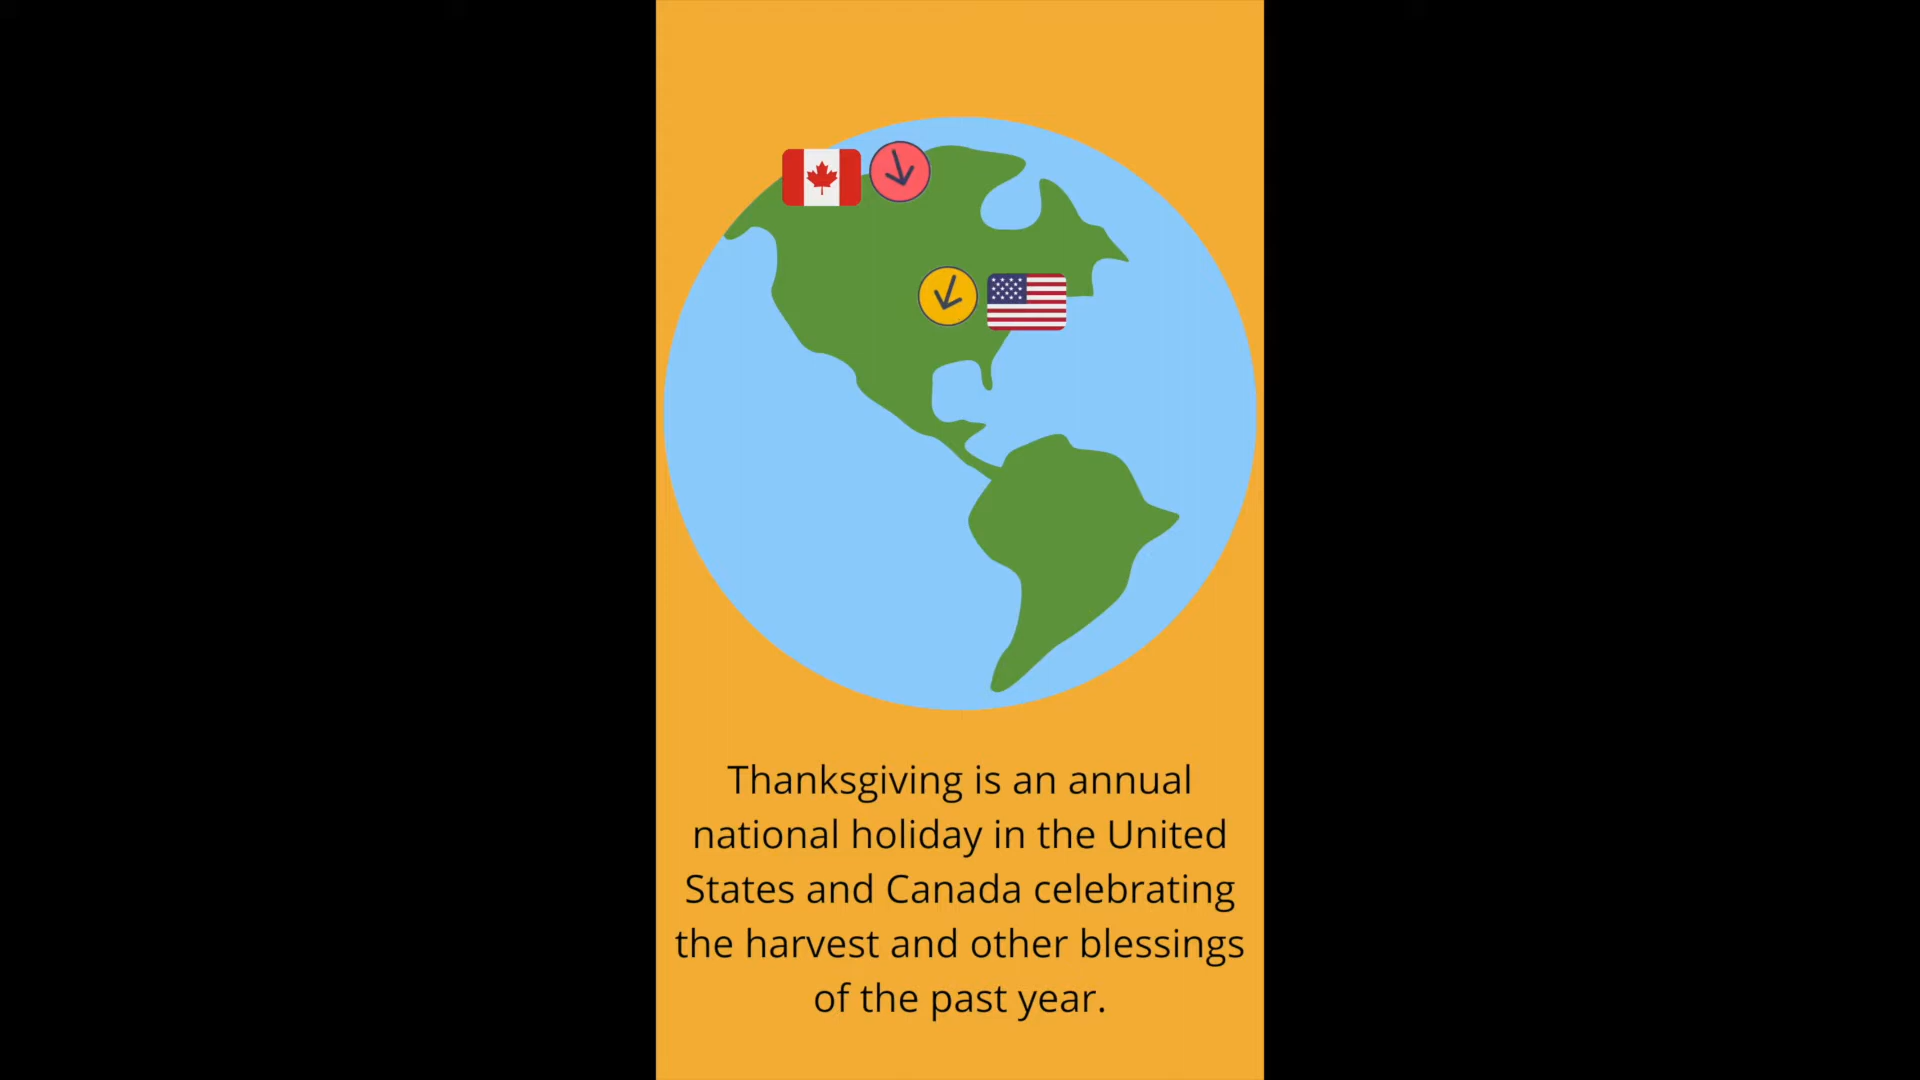 Thanksgiving is an annual
national holiday in the United
States and Canada celebrating
the harvest and other blessings
of the past year.